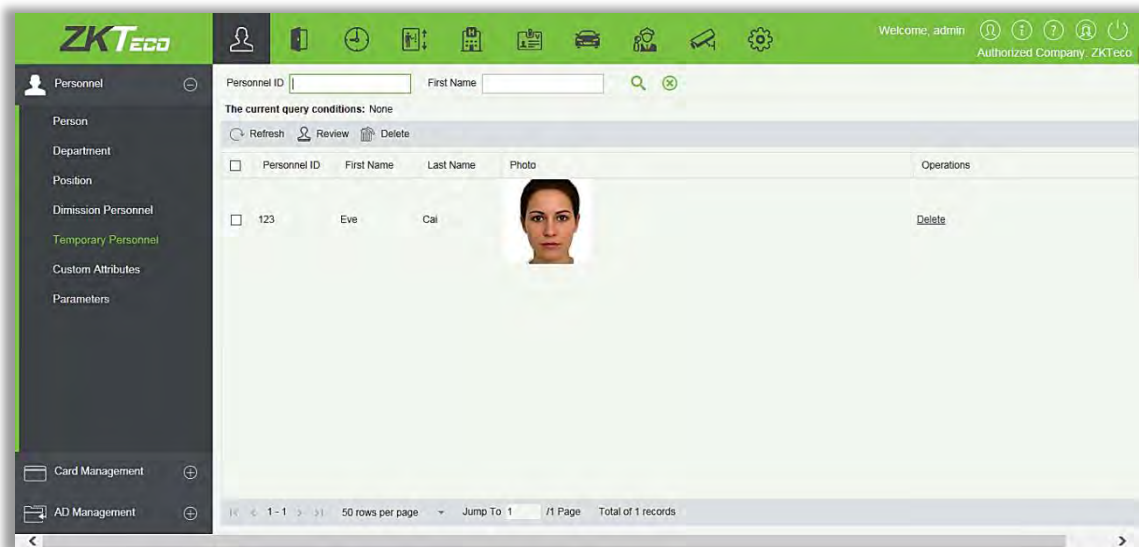 ZKTeco
Welcome, admin
Authorized Company. ZKTeco
Personnel
Person
Department
Position
Dimission Personnel
Temporary Personnel
Custom Attributes
Parameters
Card Management
AD Management
Personnel ID First Name
The current query conditions: None
Refresh Review Delete
Personnel ID First Name Last Name Photo Operations
123 Eve Cai Delete
1-1 50 rows per page Jump To 1 /1 Page Total of 1 records